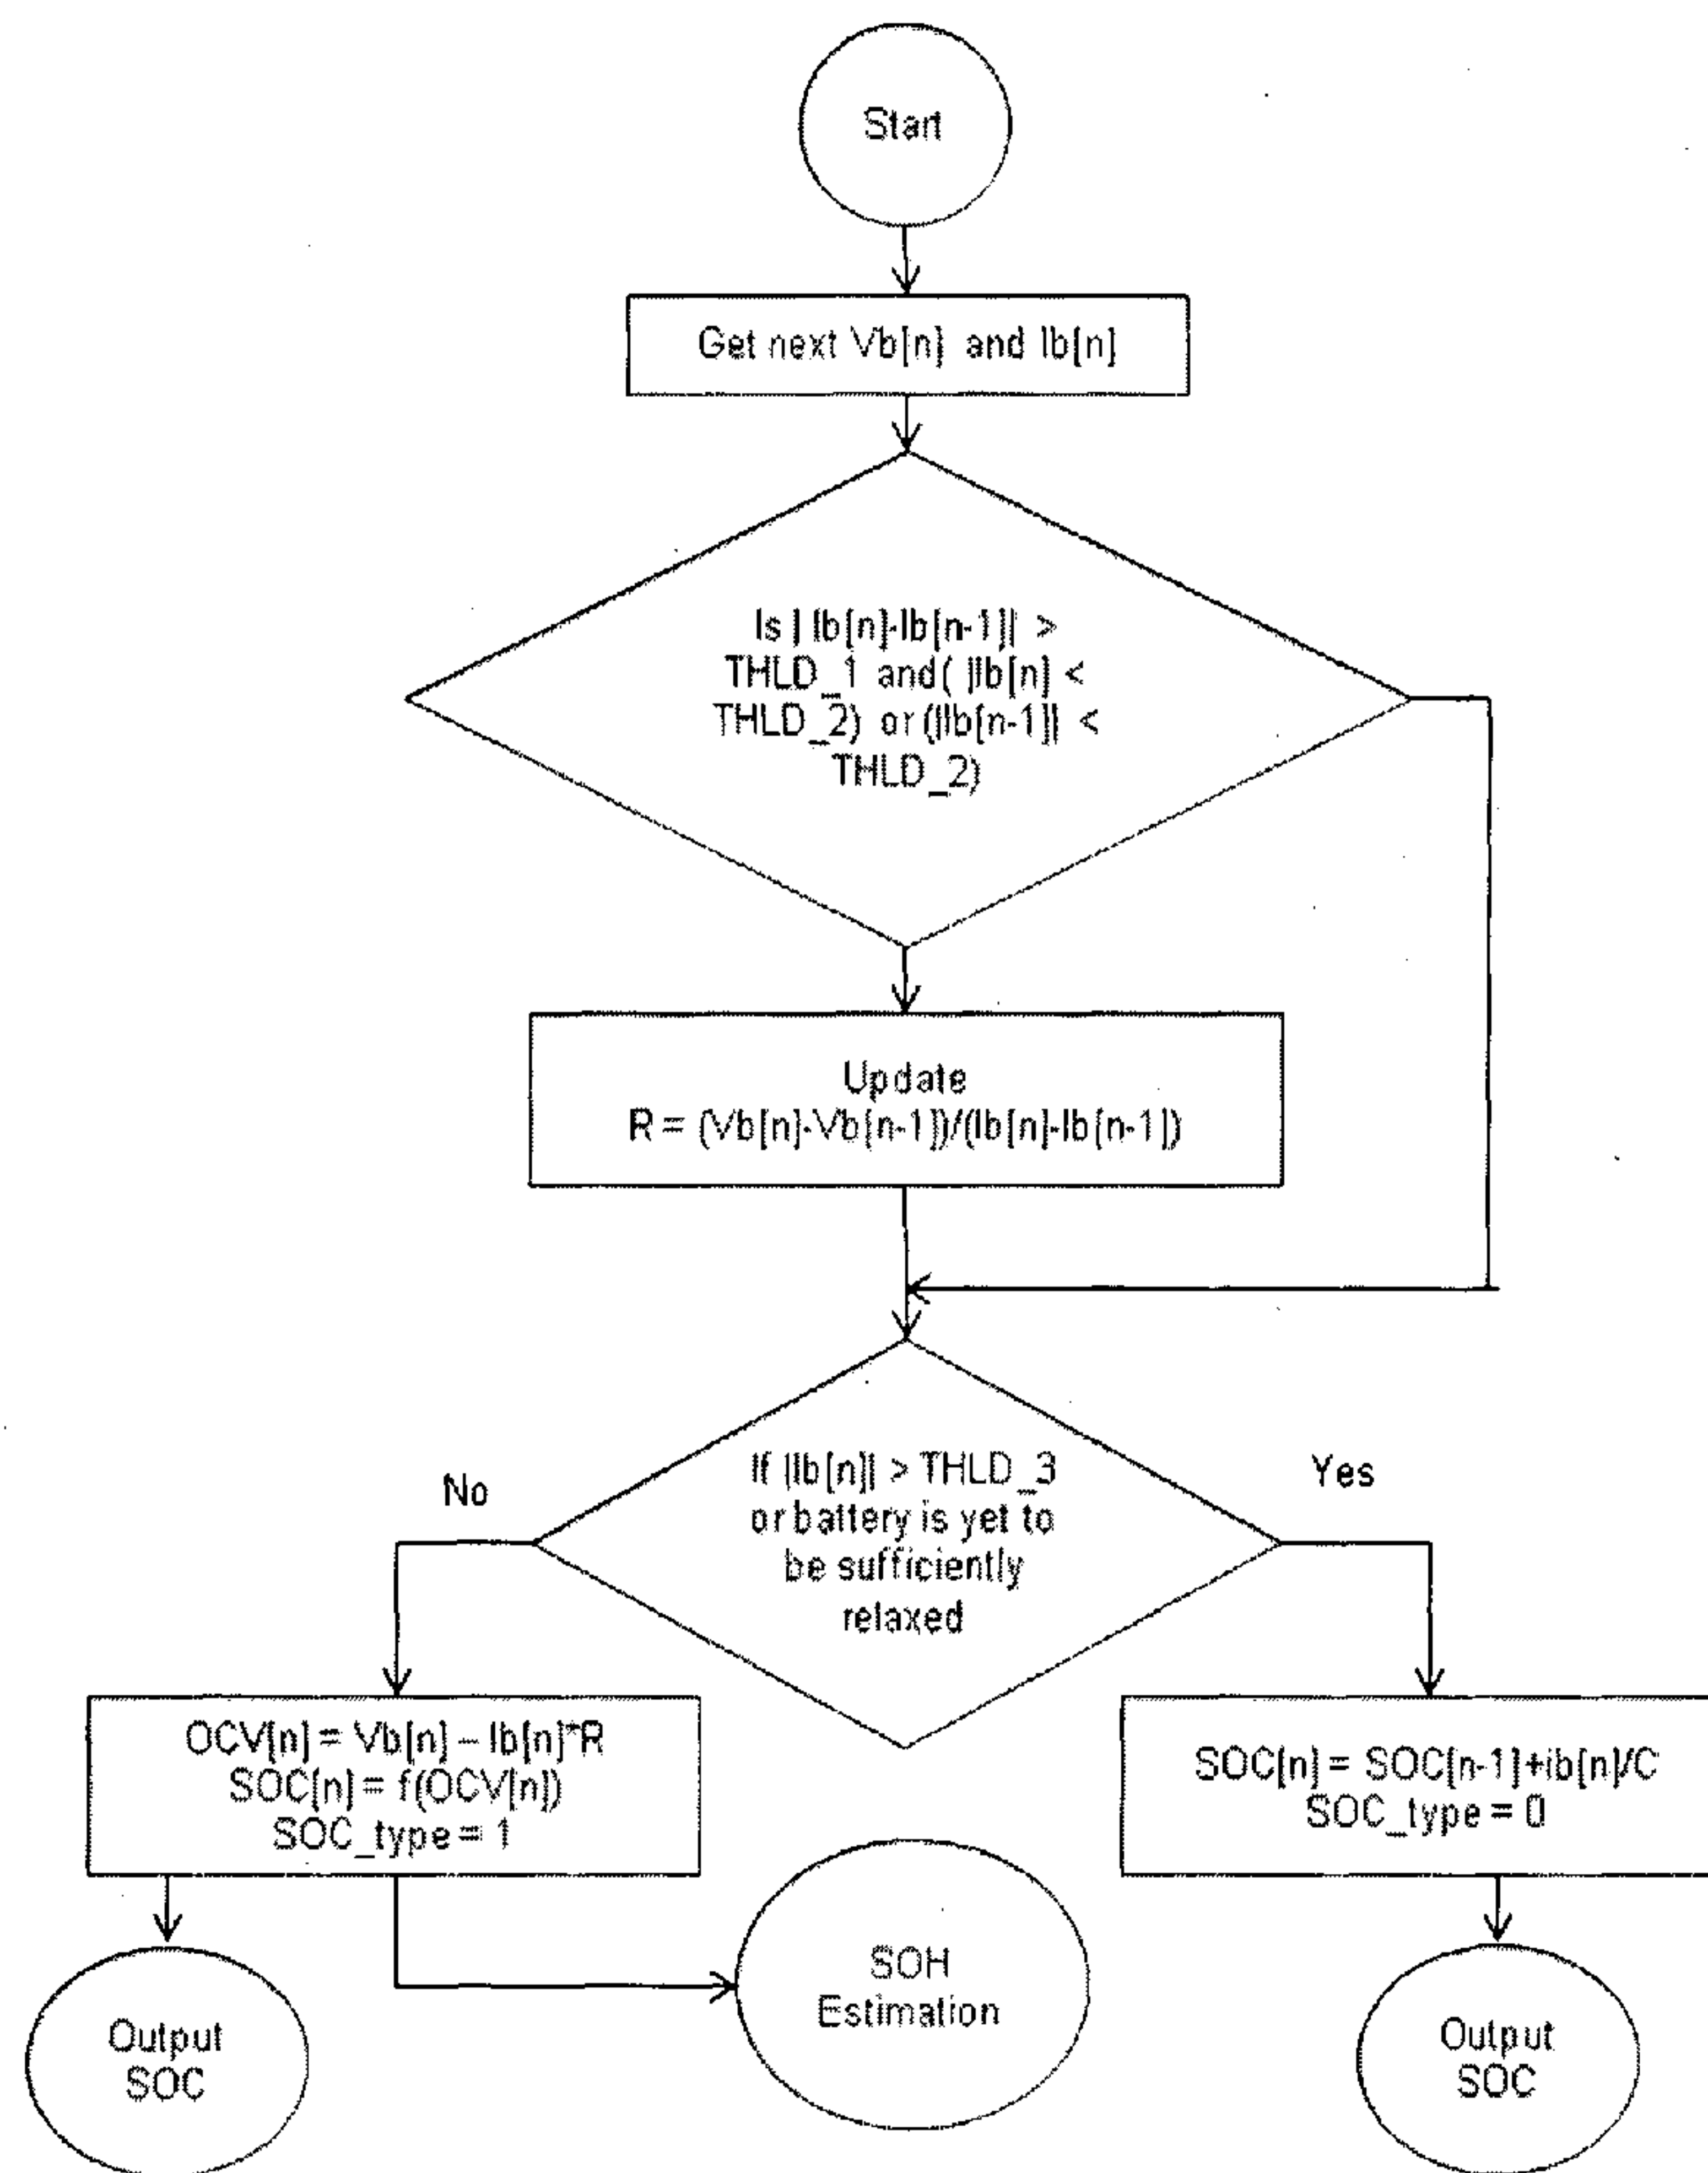 Start
Get next Vb[n] and Ib[n]
Is | Ib[n]-Ib[n-1]| >
THLD_1 and( |Ib[n] <
THLD_2) or (|Ib[n-1]| <
THLD_2)
Update
R = (Vb[n]-Vb[n-1])/(Ib[n]-Ib[n-1])
If |Ib[n]| > THLD_3
or battery is yet to
be sufficiently
relaxed
No
Yes
OCV[n] = Vb[n] – Ib[n]*R
SOC[n] = f(OCV[n])
SOC_type = 1
SOC[n] = SOC[n-1]+ib[n]/C
SOC_type = 0
SOH
Estimation
Output
SOC
Output
SOC